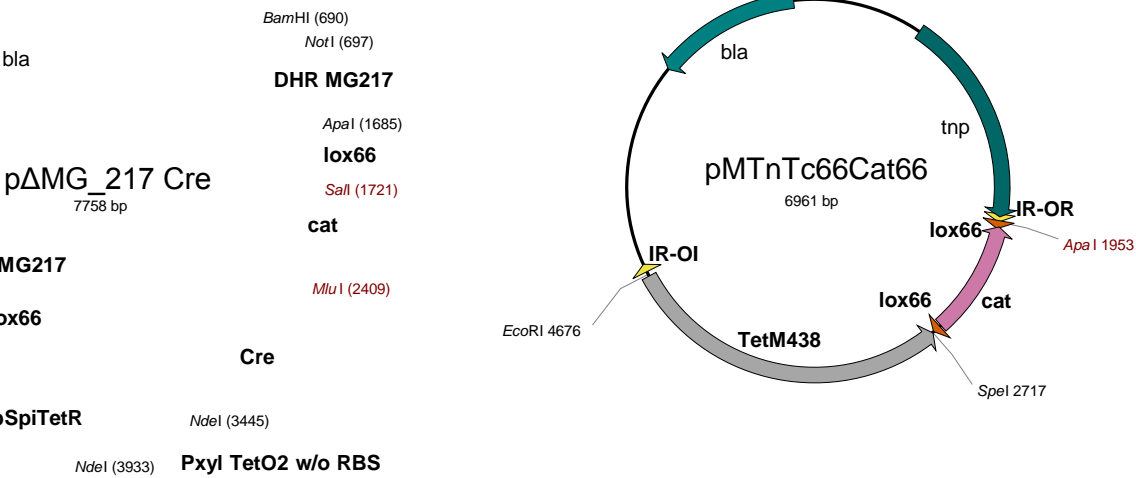 BamHI (690)
NotI (697)
bla
DHR MG217
ApaI (1685)
lox66
pΔMG_217 Cre
7758 bp
SalI (1721)
cat
MG217
MluI (2409)
ox66
Cre
pSpiTetR
NdeI (3445)
NdeI (3933)
Pxyl TetO2 w/o RBS
bla
tnp
pMTnTc66Cat66
6961 bp
IR-OR
lox66
ApaI 1953
IR-OI
lox66
cat
EcoRI 4676
TetM438
SpeI 2717